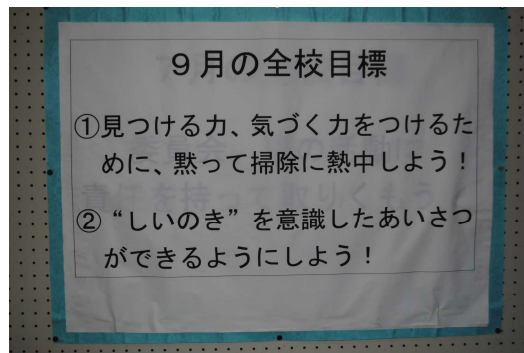 ９月の全校目標
①見つける力、気づく力をつけるた
めに、黙って掃除に熱中しよう！
②“しいのき”を意識したあいさつ
ができるようにしよう！